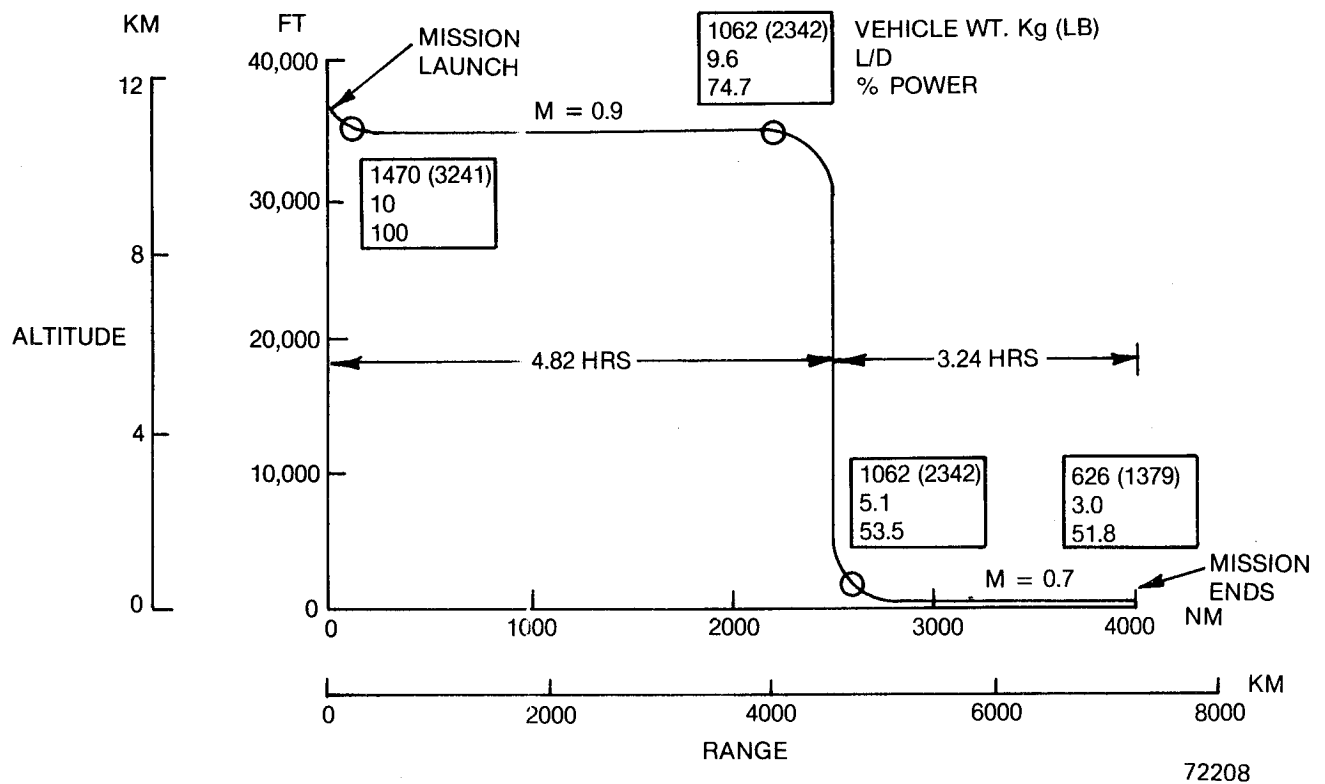 KM
FT
MISSION
LAUNCH
1062 (2342)
9.6
74.7
VEHICLE WT. Kg (LB)
L/D
% POWER
40,000
12
M = 0.9
1470 (3241)
10
100
30,000
8
ALTITUDE
20,000
4.82 HRS
3.24 HRS
4
10,000
1062 (2342)
5.1
53.5
626 (1379)
3.0
51.8
MISSION
ENDS
M = 0.7
0
0
0
1000
2000
3000
4000
NM
KM
0
2000
4000
6000
8000
RANGE
72208